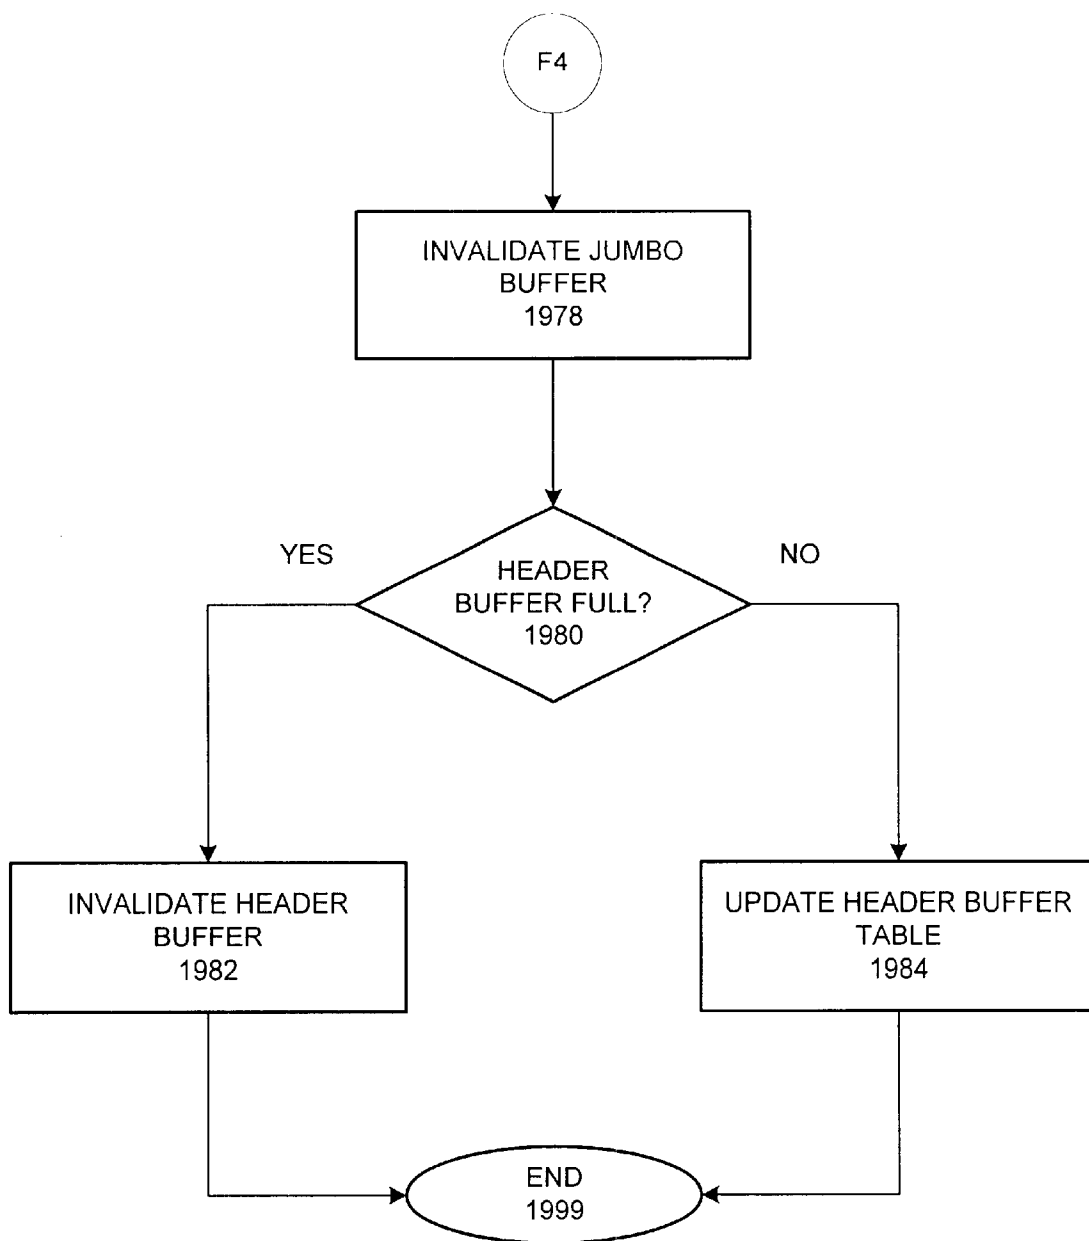 F4
INVALIDATE JUMBO
BUFFER
1978
YES
NO
HEADER
BUFFER FULL?
1980
INVALIDATE HEADER
BUFFER
1982
UPDATE HEADER BUFFER
TABLE
1984
END
1999